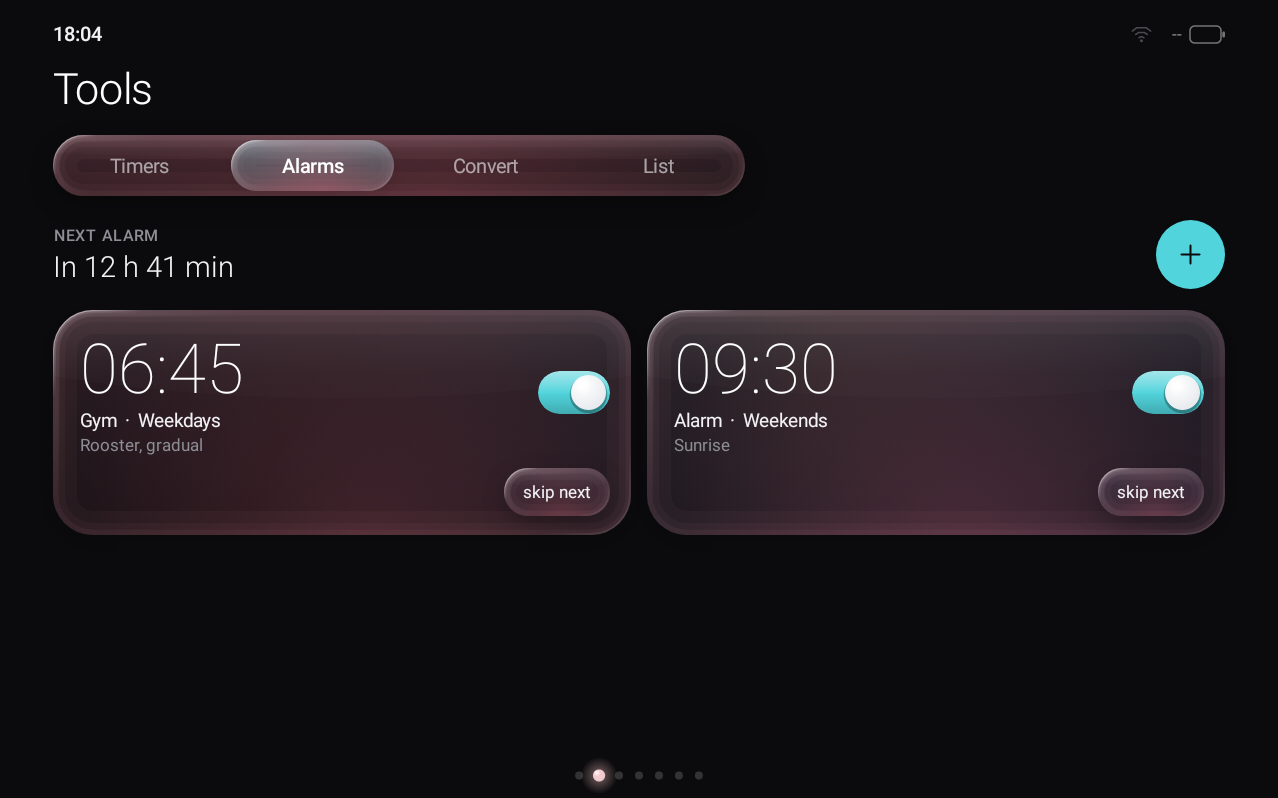 18:04
--
Tools
Timers Alarms Convert List
NEXT ALARM
In 12 h 41 min
+
06:45
Gym · Weekdays
Rooster, gradual
skip next
09:30
Alarm · Weekends
Sunrise
skip next